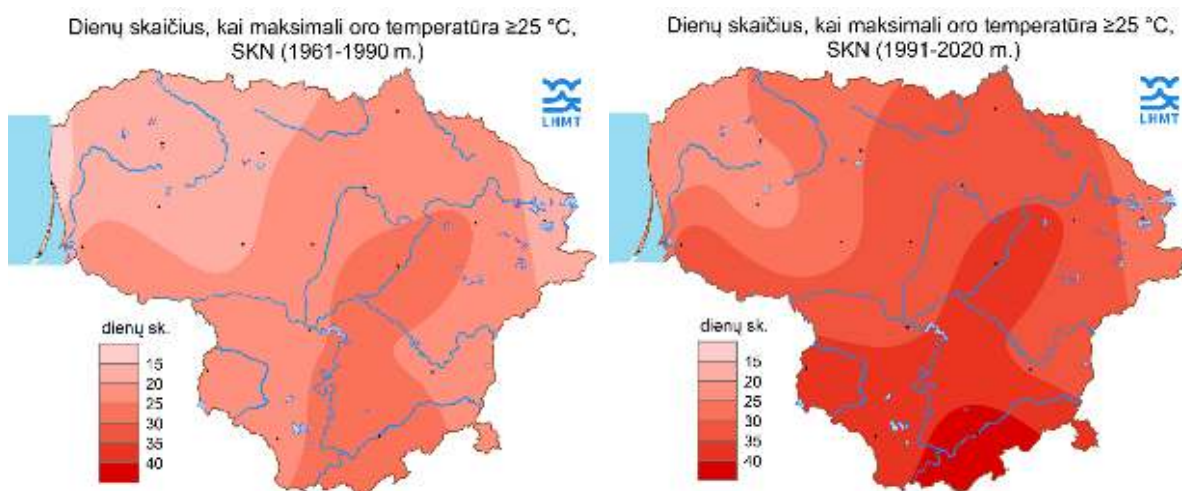 Dienų skaičius, kai maksimali oro temperatūra ≥25 °C,
SKN (1961-1990 m.)
LHMT
dienų sk.
15
20
25
30
35
40
Dienų skaičius, kai maksimali oro temperatūra ≥25 °C,
SKN (1991-2020 m.)
LHMT
dienų sk.
15
20
25
30
35
40